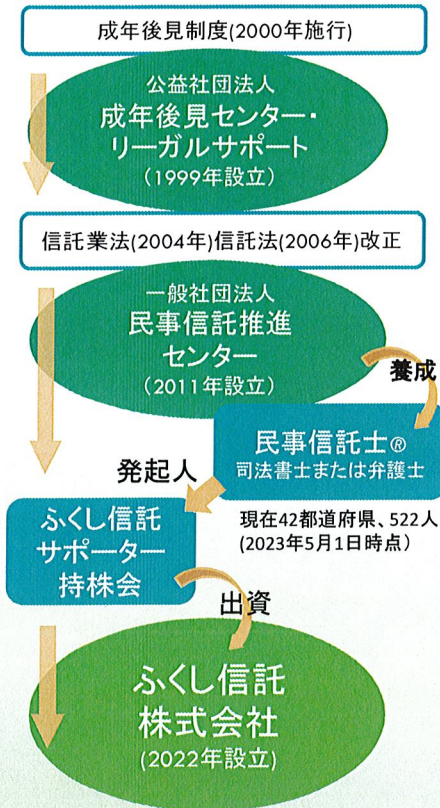 成年後見制度(2000年施行)
公益社団法人
成年後見センター・
リーガルサポート
(1999年設立)
信託業法(2004年)信託法(2006年)改正
一般社団法人
民事信託推進
センター
(2011年設立)
養成
民事信託士®
司法書士または弁護士
発起人
現在42都道府県、522人
(2023年5月1日時点)
ふくし信託
サポーター
持株会
出資
ふくし信託
株式会社
(2022年設立)